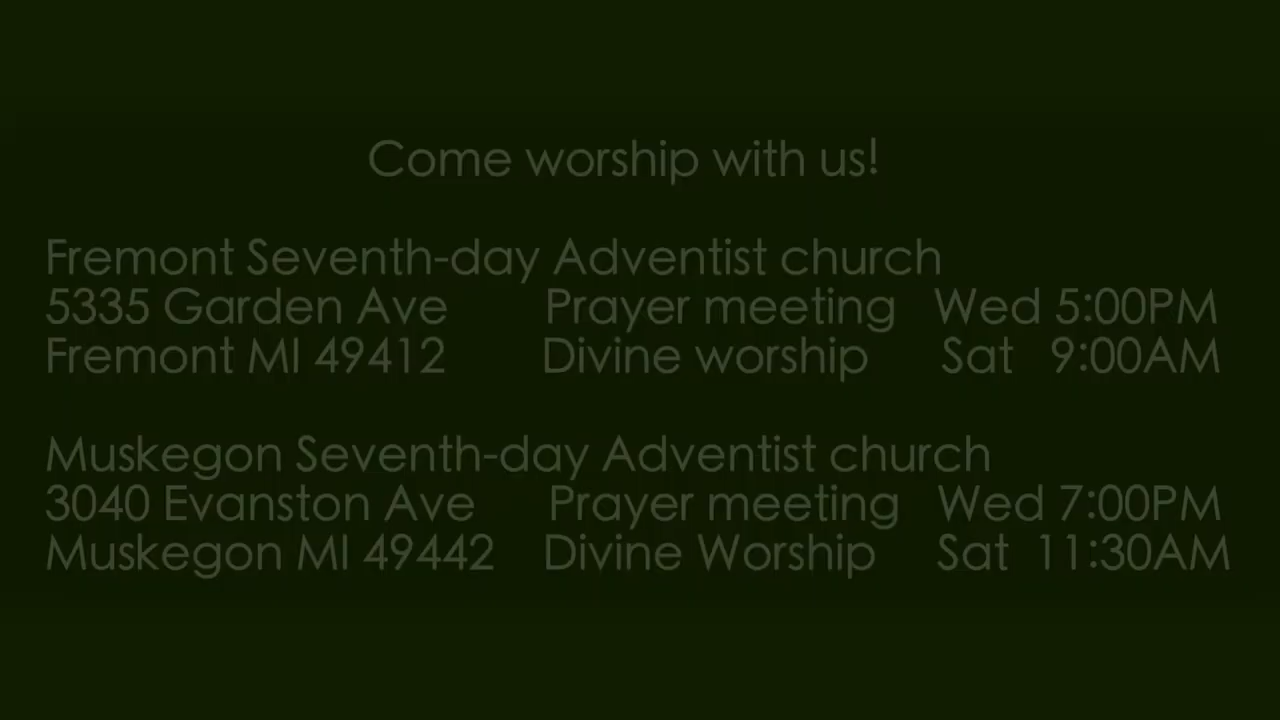 Come worship with us!
Fremont Seventh-day Adventist church
5335 Garden Ave Prayer meeting Wed 5:00PM
Fremont MI 49412 Divine worship Sat 9:00AM
Muskegon Seventh-day Adventist church
3040 Evanston Ave Prayer meeting Wed 7:00PM
Muskegon MI 49442 Divine Worship Sat 11:30AM